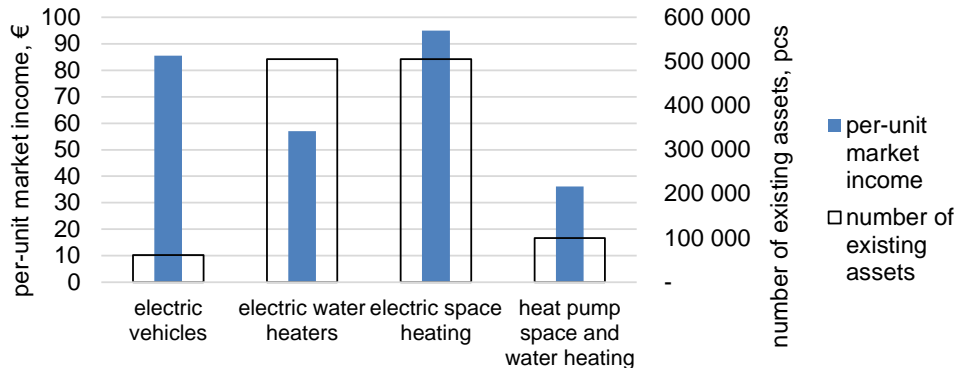 per-unit market income, €
100
90
80
70
60
50
40
30
20
10
0
600 000
500 000
400 000
300 000
200 000
100 000
-
number of existing assets, pcs
electric
vehicles
electric water
heaters
electric space
heating
heat pump
space and
water heating
per-unit
market
income
number of
existing
assets